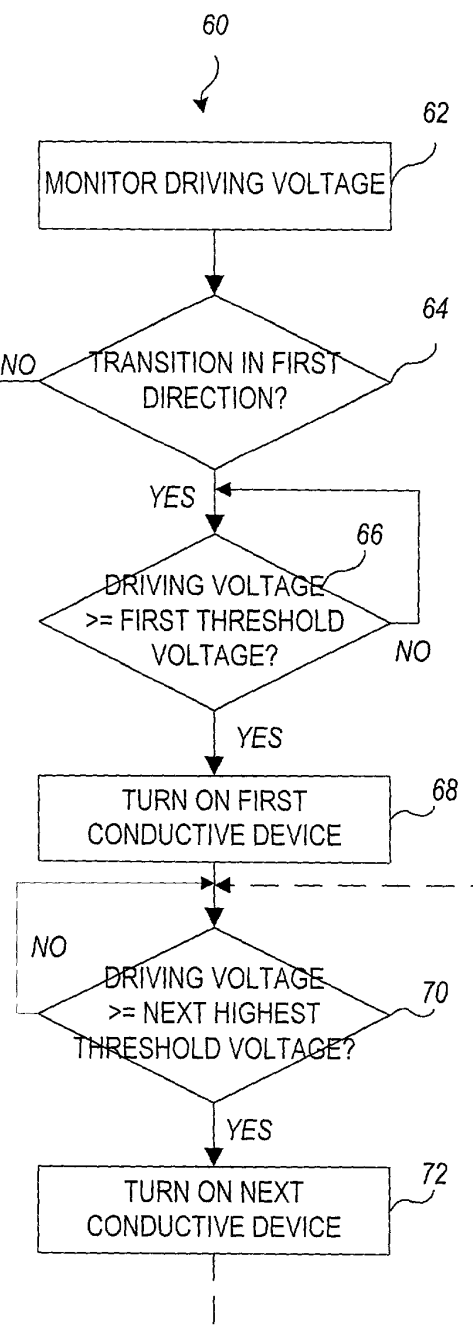 60
62
MONITOR DRIVING VOLTAGE
64
NO
TRANSITION IN FIRST
DIRECTION?
YES
66
DRIVING VOLTAGE
>= FIRST THRESHOLD
VOLTAGE?
NO
YES
68
TURN ON FIRST
CONDUCTIVE DEVICE
NO
DRIVING VOLTAGE
>= NEXT HIGHEST
THRESHOLD VOLTAGE?
70
YES
72
TURN ON NEXT
CONDUCTIVE DEVICE